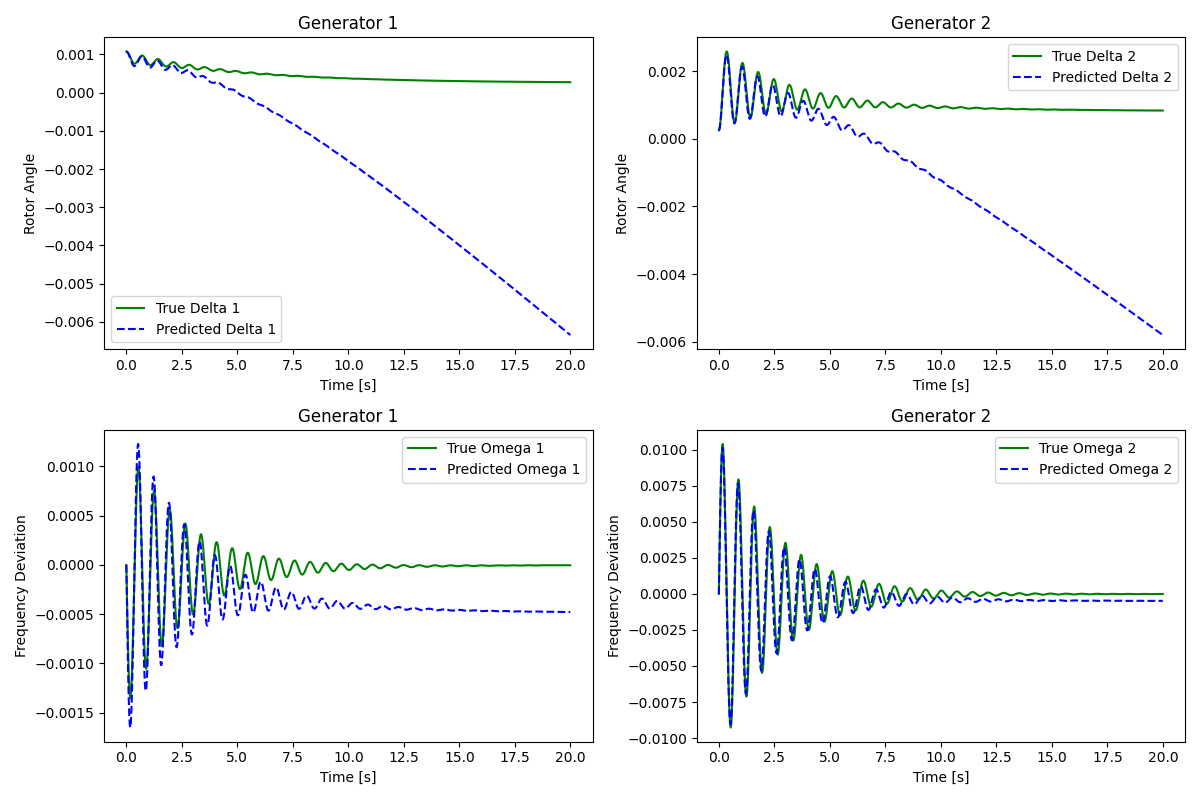 Generator 1
Rotor Angle
0.001
0.000
−0.001
−0.002
−0.003
−0.004
−0.005
−0.006
True Delta 1
Predicted Delta 1
0.0 2.5 5.0 7.5 10.0 12.5 15.0 17.5 20.0
Time [s]
Generator 2
Rotor Angle
0.002
0.000
−0.002
−0.004
−0.006
True Delta 2
Predicted Delta 2
0.0 2.5 5.0 7.5 10.0 12.5 15.0 17.5 20.0
Time [s]
Generator 1
Frequency Deviation
0.0010
0.0005
0.0000
−0.0005
−0.0010
−0.0015
True Omega 1
Predicted Omega 1
0.0 2.5 5.0 7.5 10.0 12.5 15.0 17.5 20.0
Time [s]
Generator 2
Frequency Deviation
0.0100
0.0075
0.0050
0.0025
0.0000
−0.0025
−0.0050
−0.0075
−0.0100
True Omega 2
Predicted Omega 2
0.0 2.5 5.0 7.5 10.0 12.5 15.0 17.5 20.0
Time [s]